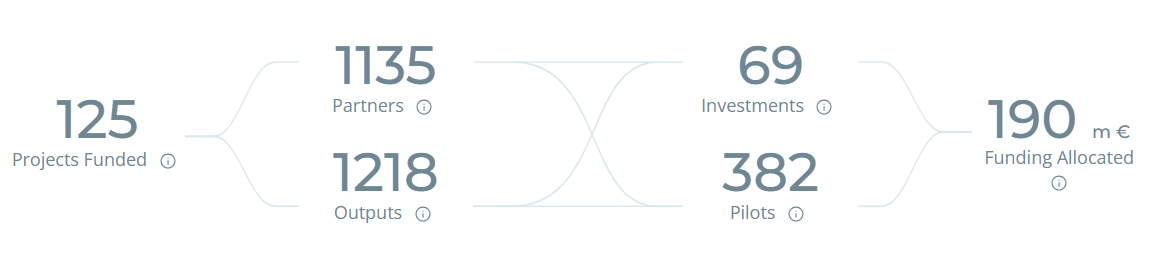 125
Projects Funded
1135
Partners
1218
Outputs
69
Investments
382
Pilots
190 m €
Funding Allocated